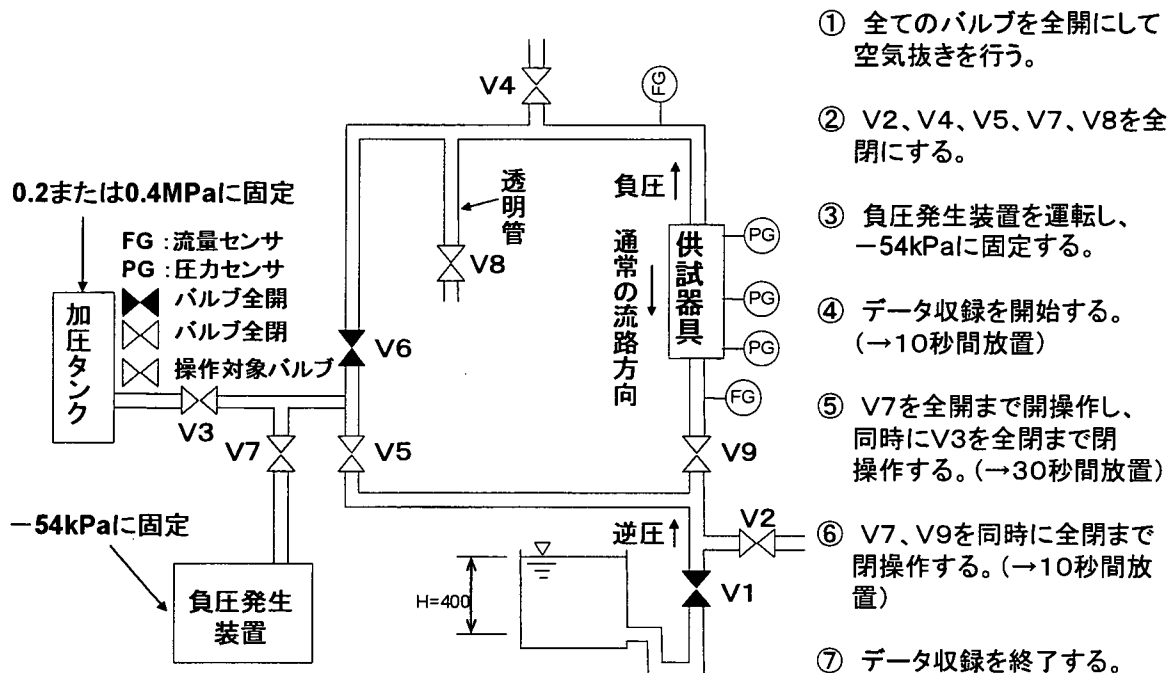 ① 全てのバルブを全開にして
空気抜きを行う。
② V2、V4、V5、V7、V8を全
閉にする。
③ 負圧発生装置を運転し、
−54kPaに固定する。
④ データ収録を開始する。
(→10秒間放置)
⑤ V7を全開まで開操作し、
同時にV3を全閉まで閉
操作する。(→30秒間放置)
⑥ V7、V9を同時に全閉まで
閉操作する。(→10秒間放
置)
⑦ データ収録を終了する。
V4
FG
0.2または0.4MPaに固定
透明管
負圧
FG:流量センサ
PG:圧力センサ
バルブ全開
バルブ全閉
操作対象バルブ
加圧タンク
V8
通常の流路方向
供試器具
PG
PG
PG
V6
FG
V3
V7
V5
V9
−54kPaに固定
逆圧
V2
H=400
V1
負圧発生
装置